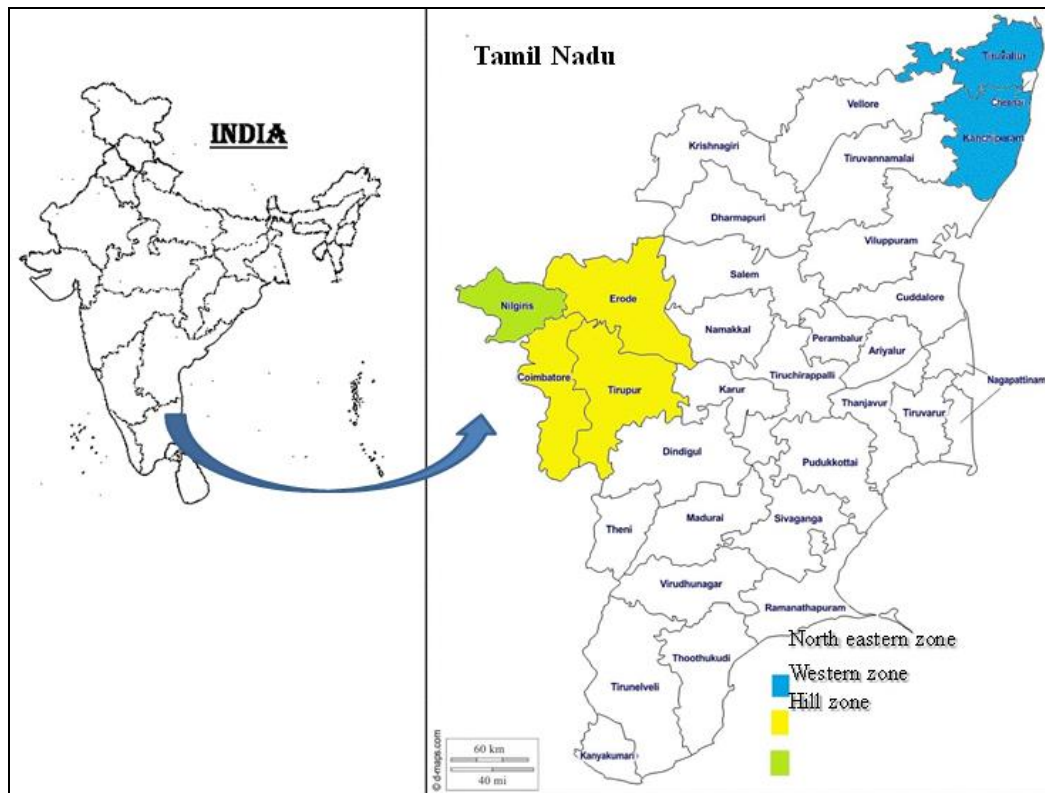 INDIA
Tamil Nadu
Tiruvallur
Chennai
Kanchipuram
Vellore
Krishnagiri
Tiruvannamalai
Dharmapuri
Viluppuram
Salem
Erode
Nilgiris
Cuddalore
Namakkal
Perambalur
Ariyalur
Coimbatore
Tirupur
Karur
Tiruchirappalli
Nagapattinam
Thanjavur
Tiruvarur
Dindigul
Pudukkottai
Theni
Madurai
Sivaganga
Virudhunagar
Ramanathapuram
North eastern zone
Thoothukudi
Western zone
Tirunelveli
Hill zone
Kanyakumari
60 km
40 mi
© d-maps.com